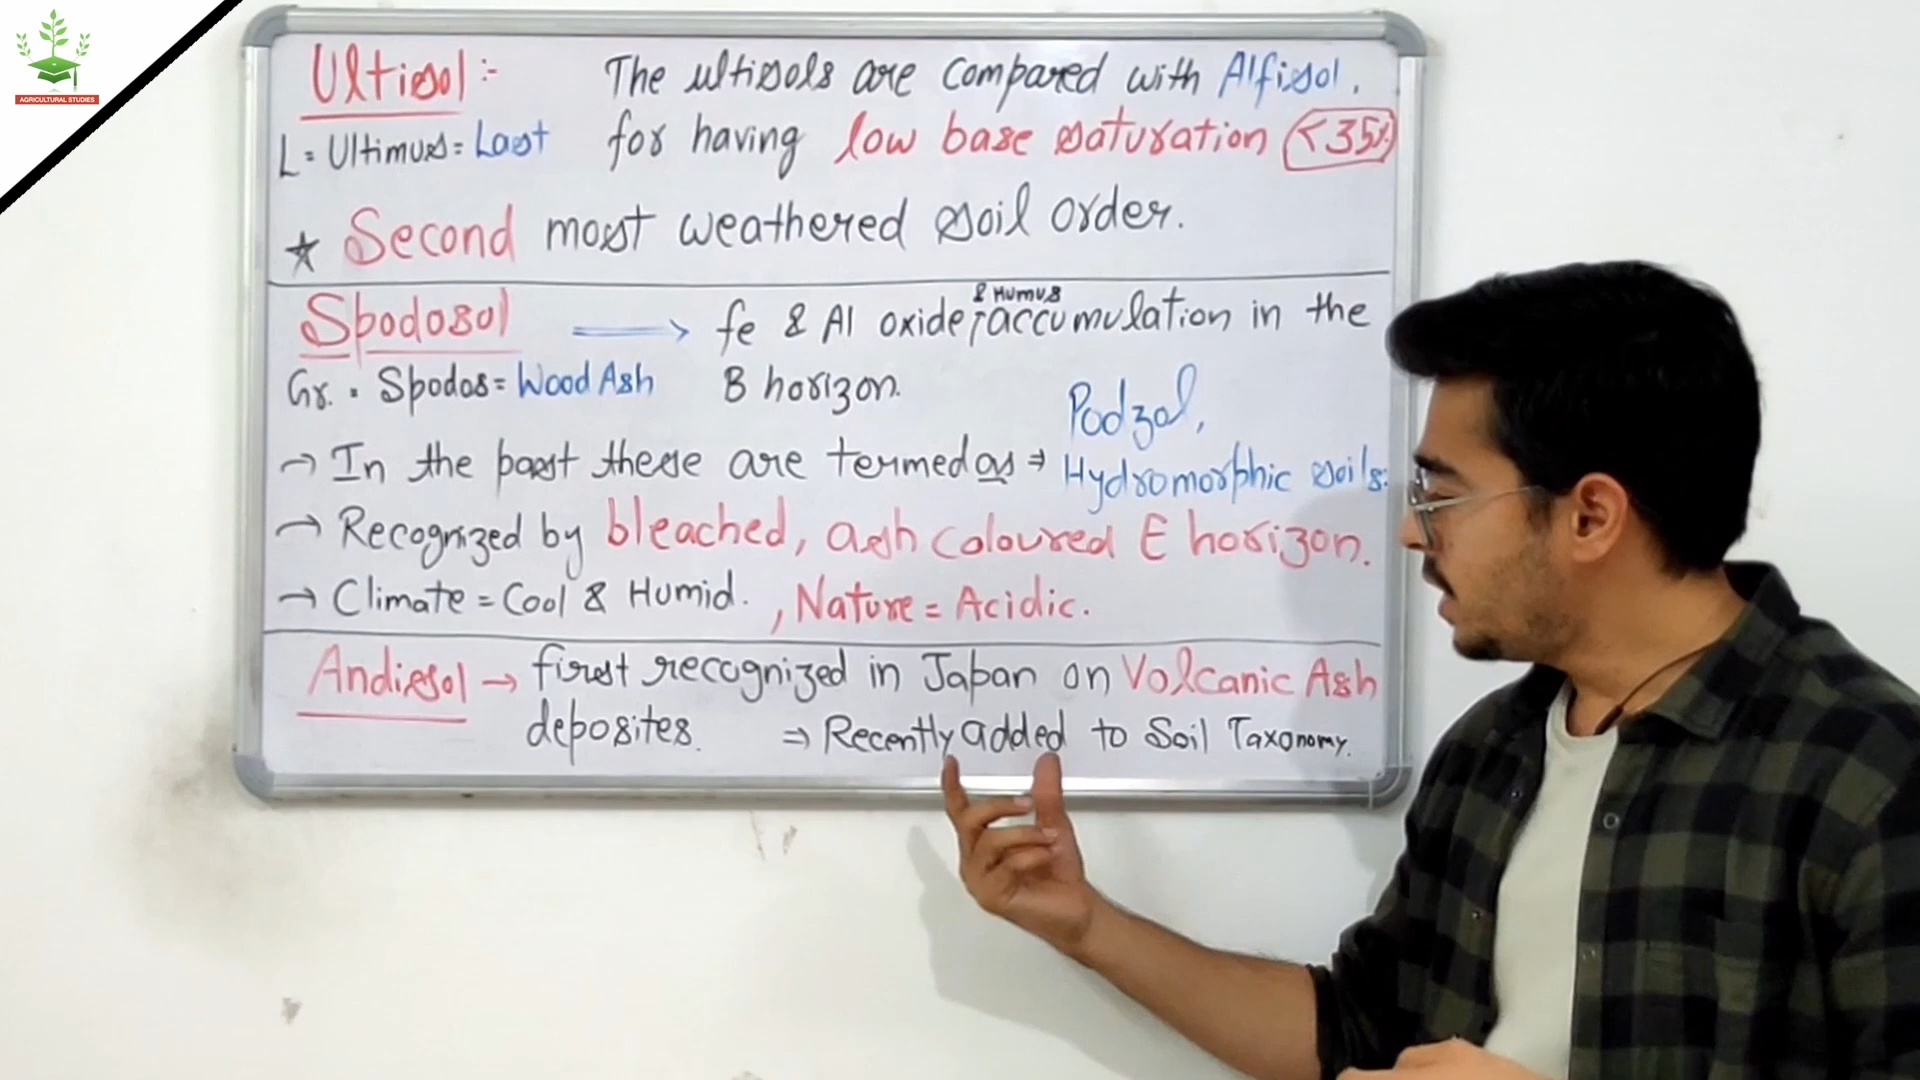 AGRICULTURAL STUDIES
Ultisol :- The ultisols are compared with Alfisol.
L = Ultimus = Last for having low base saturation (<35%)
★ Second most weathered soil order.
Spodosol → fe & Al oxide, & Humus accumulation in the
Gr. = Spodos = Wood Ash B horizon.
→ In the past these are termed as ⇒ Podzol,
Hydromorphic soils.
→ Recognized by bleached, ash coloured E horizon.
→ Climate = Cool & Humid. , Nature = Acidic.
Andisol → first recognized in Japan on Volcanic Ash
deposites. ⇒ Recently added to Soil Taxonomy.